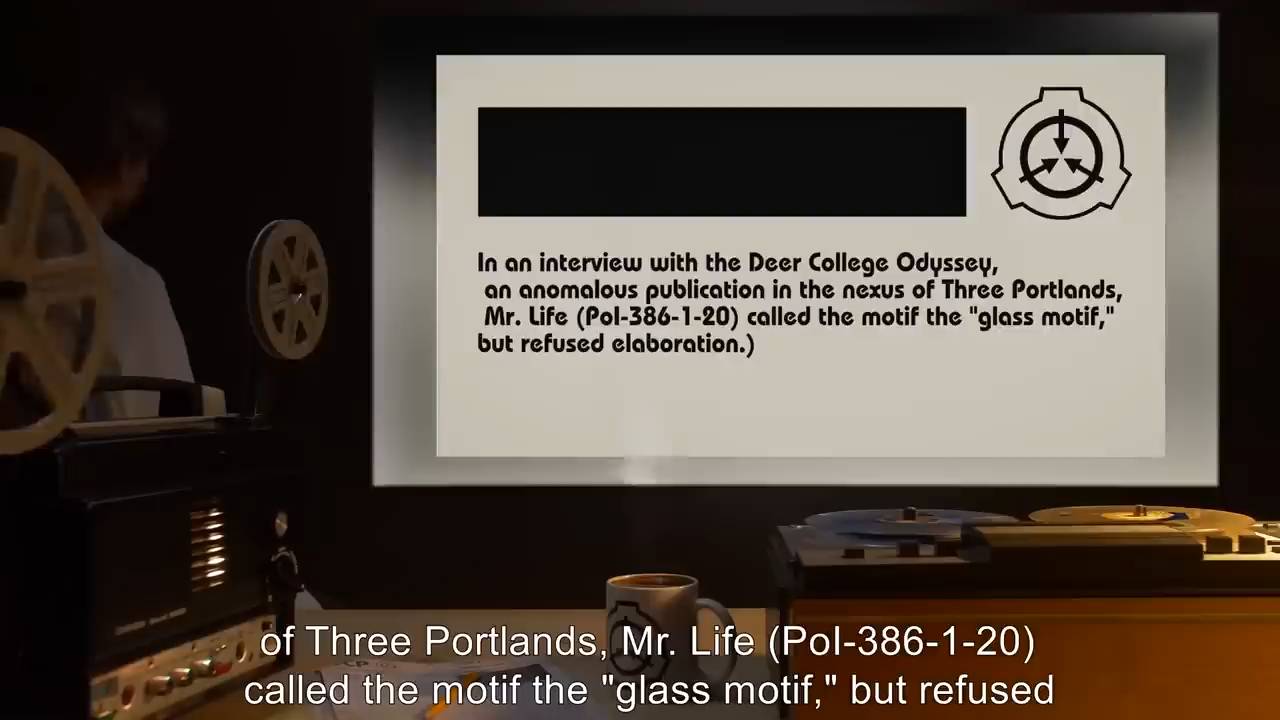 In an interview with the Deer College Odyssey,
an anomalous publication in the nexus of Three Portlands,
Mr. Life (PoI-386-1-20) called the motif the "glass motif,"
but refused elaboration.)
of Three Portlands, Mr. Life (PoI-386-1-20)
called the motif the "glass motif," but refused